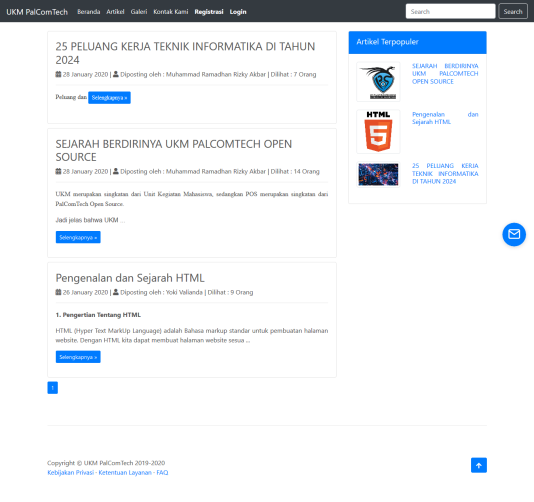 UKM PalComTech Beranda Artikel Galeri Kontak Kami Registrasi Login Search Search
25 PELUANG KERJA TEKNIK INFORMATIKA DI TAHUN
2024
28 January 2020 | Diposting oleh : Muhammad Ramadhan Rizky Akbar | Dilihat : 7 Orang
Peluang dan Selengkapnya »
SEJARAH BERDIRINYA UKM PALCOMTECH OPEN
SOURCE
28 January 2020 | Diposting oleh : Muhammad Ramadhan Rizky Akbar | Dilihat : 14 Orang
UKM merupakan singkatan dari Unit Kegiatan Mahasiswa, sedangkan POS merupakan singkatan dari
PalComTech Open Source.
Jadi jelas bahwa UKM ...
Selengkapnya »
Pengenalan dan Sejarah HTML
26 January 2020 | Diposting oleh : Yoki Valianda | Dilihat : 9 Orang
1. Pengertian Tentang HTML
HTML (Hyper Text MarkUp Language) adalah Bahasa markup standar untuk pembuatan halaman
website. Dengan HTML kita dapat membuat halaman website sesua ...
Selengkapnya »
1
Artikel Terpopuler
SEJARAH BERDIRINYA
UKM PALCOMTECH
OPEN SOURCE
HTML
5
Pengenalan dan
Sejarah HTML
25 PELUANG KERJA
TEKNIK INFORMATIKA
DI TAHUN 2024
Copyright © UKM PalComTech 2019-2020
Kebijakan Privasi · Ketentuan Layanan · FAQ